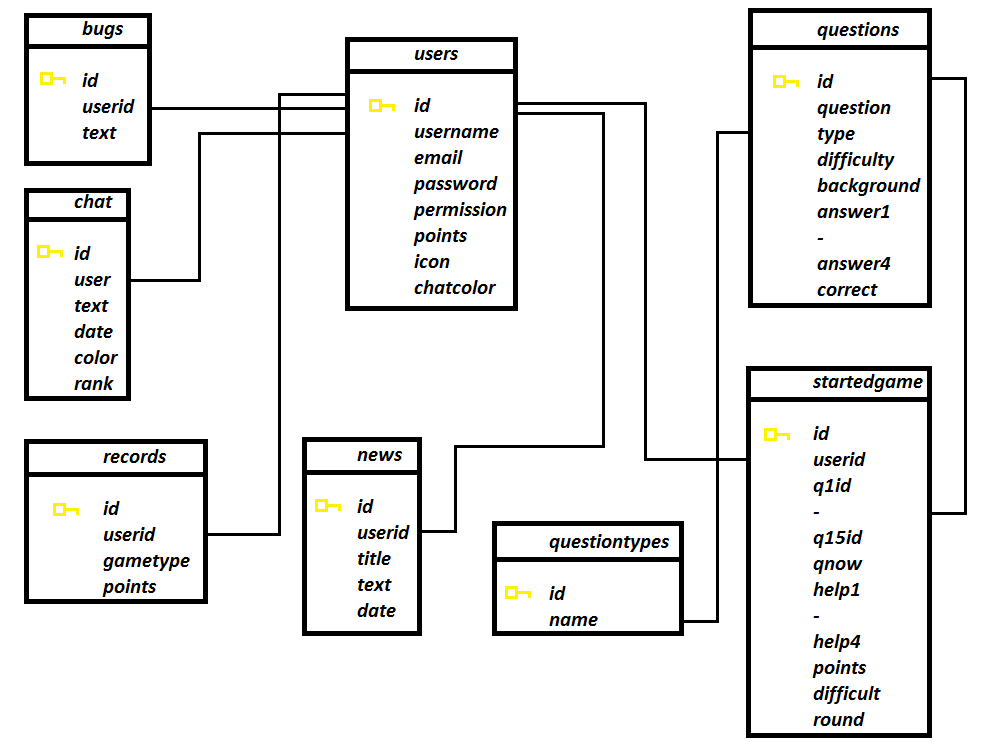 bugs
id
userid
text
chat
id
user
text
date
color
rank
records
id
userid
gametype
points
users
id
username
email
password
permission
points
icon
chatcolor
news
id
userid
title
text
date
questiontypes
id
name
questions
id
question
type
difficulty
background
answer1
-
answer4
correct
startedgame
id
userid
q1id
-
q15id
qnow
help1
-
help4
points
difficult
round